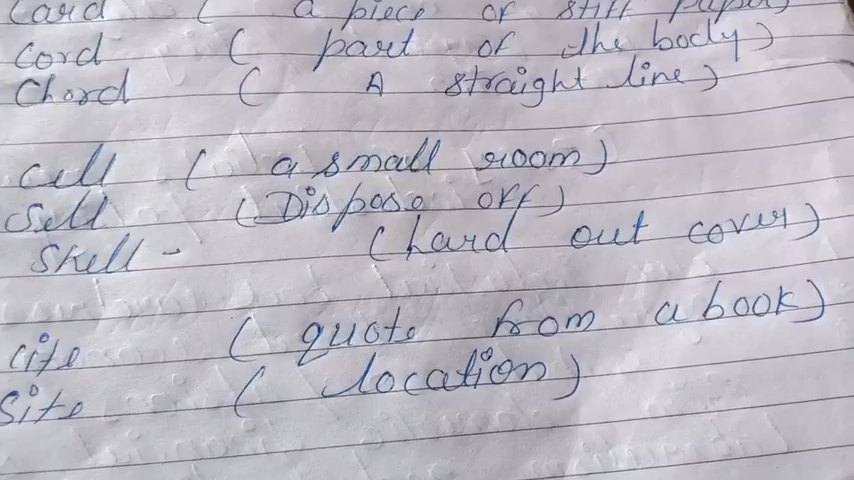 Card ( a piece of stiff paper)
Cord ( part of the body)
Chord ( A straight line)
Cell ( a small room)
Sell ( Dispose off)
Shell - (hard out cover)
Cite ( quote from a book)
Site ( location)